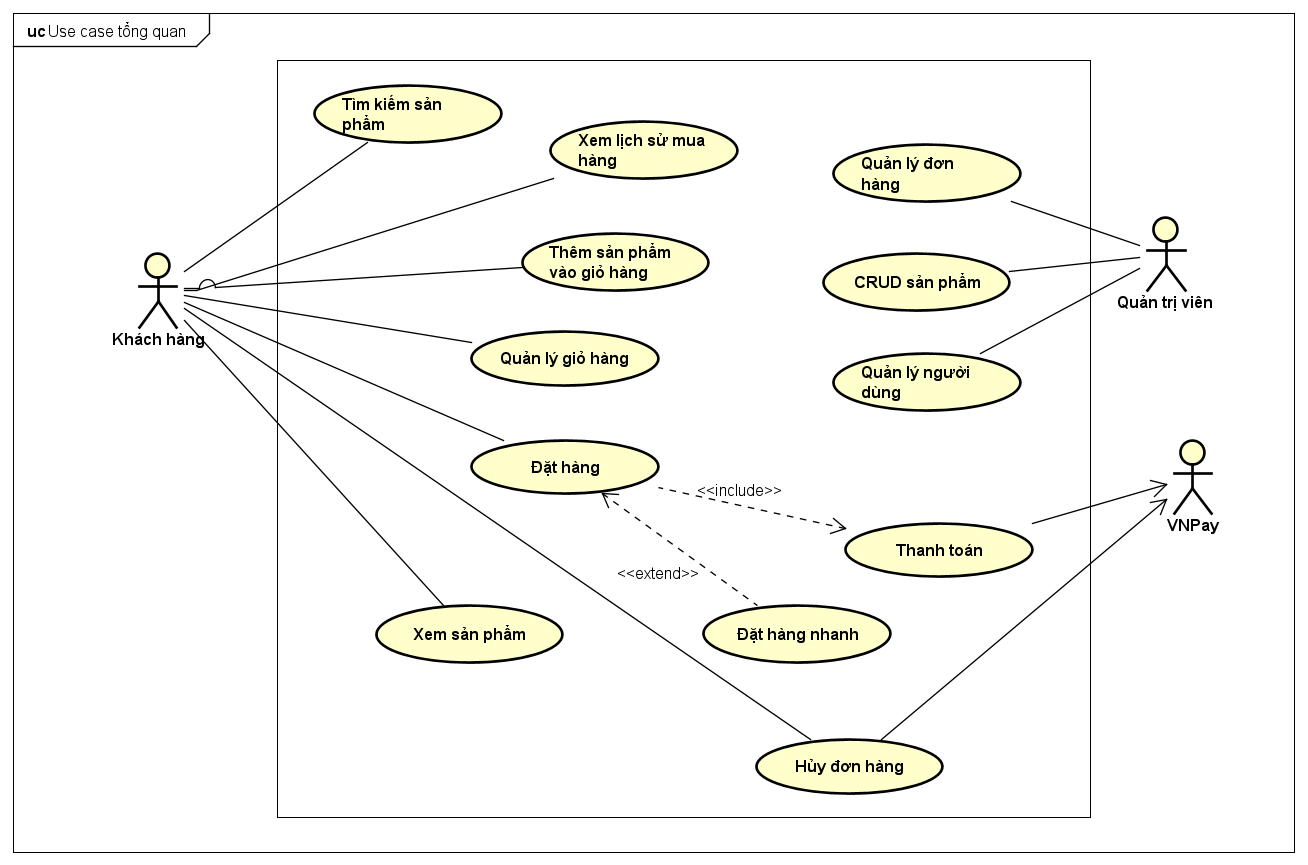 uc Use case tổng quan
Tìm kiếm sản
phẩm
Xem lịch sử mua
hàng
Quản lý đơn
hàng
Thêm sản phẩm
vào giỏ hàng
CRUD sản phẩm
Quản trị viên
Khách hàng
Quản lý giỏ hàng
Quản lý người
dùng
Đặt hàng
<<include>>
VNPay
Thanh toán
<<extend>>
Xem sản phẩm
Đặt hàng nhanh
Hủy đơn hàng